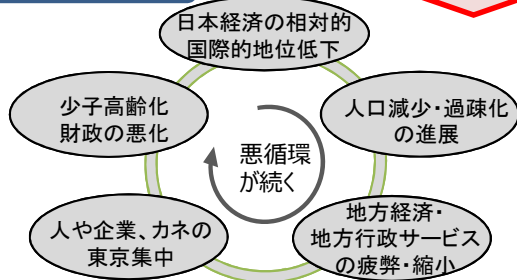 日本経済の相対的
国際的地位低下
人口減少・過疎化
の進展
地方経済・
地方行政サービス
の疲弊・縮小
人や企業、カネの
東京集中
少子高齢化
財政の悪化
悪循環
が続く